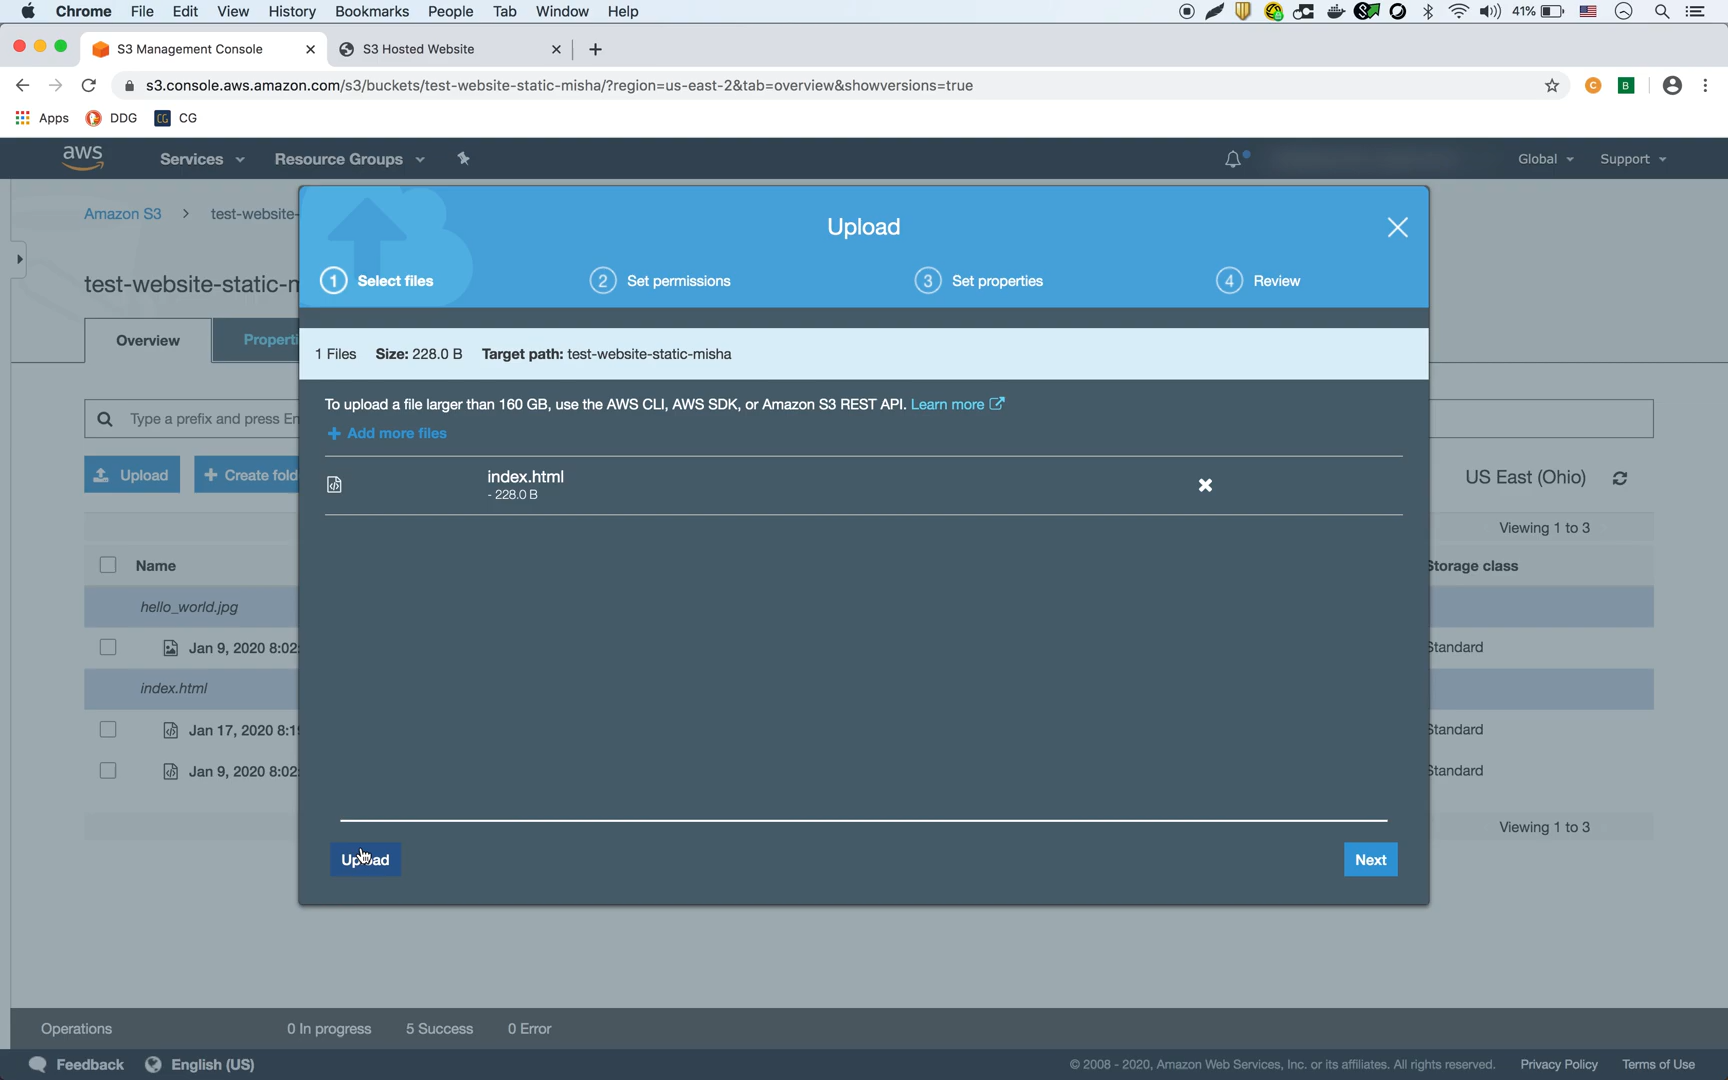 Chrome File Edit View History Bookmarks People Tab Window Help 41%
S3 Management Console S3 Hosted Website
s3.console.aws.amazon.com/s3/buckets/test-website-static-misha/?region=us-east-2&tab=overview&showversions=true
Apps DDG CG CG
aws Services Resource Groups Global Support
Amazon S3 > test-website-
Upload
1 Select files 2 Set permissions 3 Set properties 4 Review
test-website-static-
Overview
1 Files Size: 228.0 B Target path: test-website-static-misha
To upload a file larger than 160 GB, use the AWS CLI, AWS SDK, or Amazon S3 REST API. Learn more
Type a prefix and press
+ Add more files
Upload + Create
index.html
- 228.0 B
US East (Ohio)
Viewing 1 to 3
Name
Storage class
hello_world.jpg
Jan 9, 2020 8:02:
Standard
index.html
Jan 17, 2020
Standard
Jan 9, 2020 8:02:
Standard
Viewing 1 to 3
Upload Next
Operations 0 In progress 5 Success 0 Error
Feedback English (US) © 2008 - 2020, Amazon Web Services, Inc. or its affiliates. All rights reserved. Privacy Policy Terms of Use